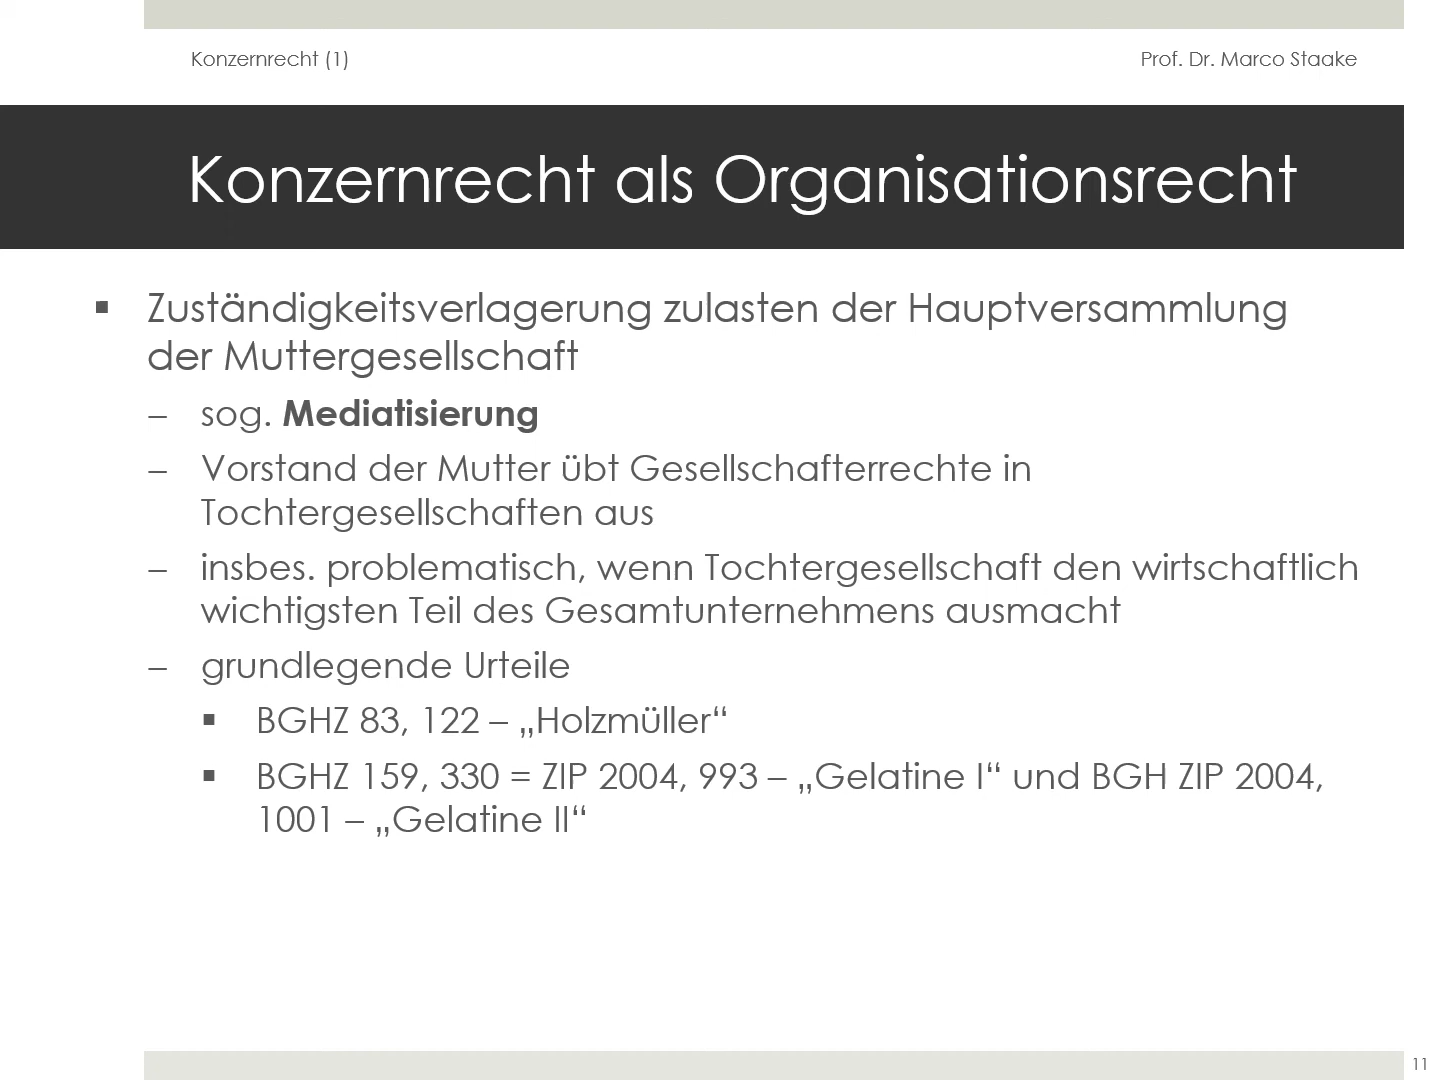 Konzernrecht (1)
Prof. Dr. Marco Staake
Konzernrecht als Organisationsrecht
▪ Zuständigkeitsverlagerung zulasten der Hauptversammlung
der Muttergesellschaft
– sog. Mediatisierung
– Vorstand der Mutter übt Gesellschafterrechte in
Tochtergesellschaften aus
– insbes. problematisch, wenn Tochtergesellschaft den wirtschaftlich
wichtigsten Teil des Gesamtunternehmens ausmacht
– grundlegende Urteile
▪ BGHZ 83, 122 – „Holzmüller“
▪ BGHZ 159, 330 = ZIP 2004, 993 – „Gelatine I“ und BGH ZIP 2004,
1001 – „Gelatine II“
11